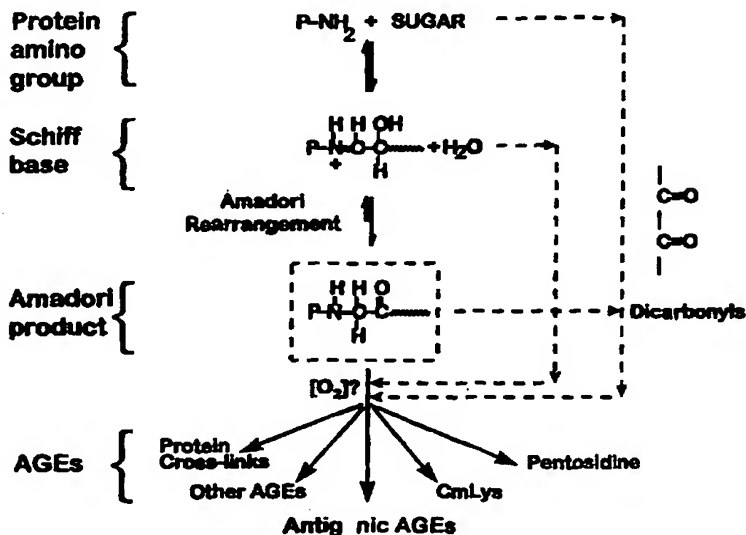 Protein
amino
group
P–NH2 + SUGAR
Schiff
base
H H OH
P–N=C–C +H2O
+
H
Amadori
Rearrangement
C=O
C=O
Amadori
product
H H O
P–N–C–C
H
Dicarbonyls
[O2]?
AGEs
Protein
Cross-links
Other AGEs
Antig nic AGEs
CmLys
Pentosidine